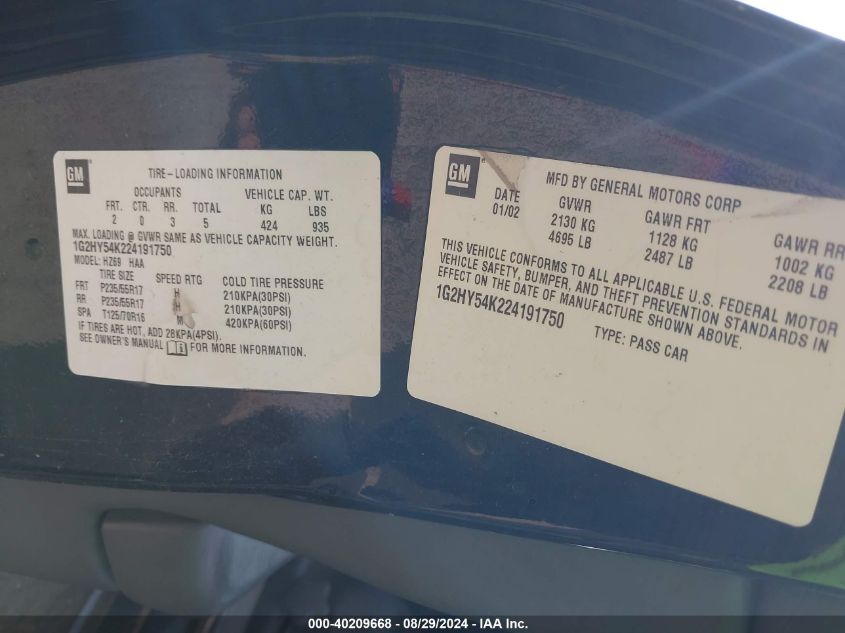 GM
TIRE-LOADING INFORMATION
OCCUPANTS VEHICLE CAP. WT.
FRT. CTR. RR. TOTAL KG LBS
2 0 3 5 424 935
MAX. LOADING @ GVWR SAME AS VEHICLE CAPACITY WEIGHT.
1G2HY54K224191750
MODEL: HZ69 HAA
TIRE SIZE SPEED RTG COLD TIRE PRESSURE
FRT P235/55R17 H 210KPA(30PSI)
RR P235/55R17 H 210KPA(30PSI)
SPA T125/70R16 M 420KPA(60PSI)
IF TIRES ARE HOT, ADD 28KPA(4PSI).
SEE OWNER'S MANUAL FOR MORE INFORMATION.
GM
MFD BY GENERAL MOTORS CORP
DATE GVWR GAWR FRT GAWR RR
01/02 2130 KG 1128 KG 1002 KG
4695 LB 2487 LB 2208 LB
THIS VEHICLE CONFORMS TO ALL APPLICABLE U.S. FEDERAL MOTOR
VEHICLE SAFETY, BUMPER, AND THEFT PREVENTION STANDARDS IN
EFFECT ON THE DATE OF MANUFACTURE SHOWN ABOVE.
1G2HY54K224191750 TYPE: PASS CAR
000-40209668 - 08/29/2024 - IAA Inc.